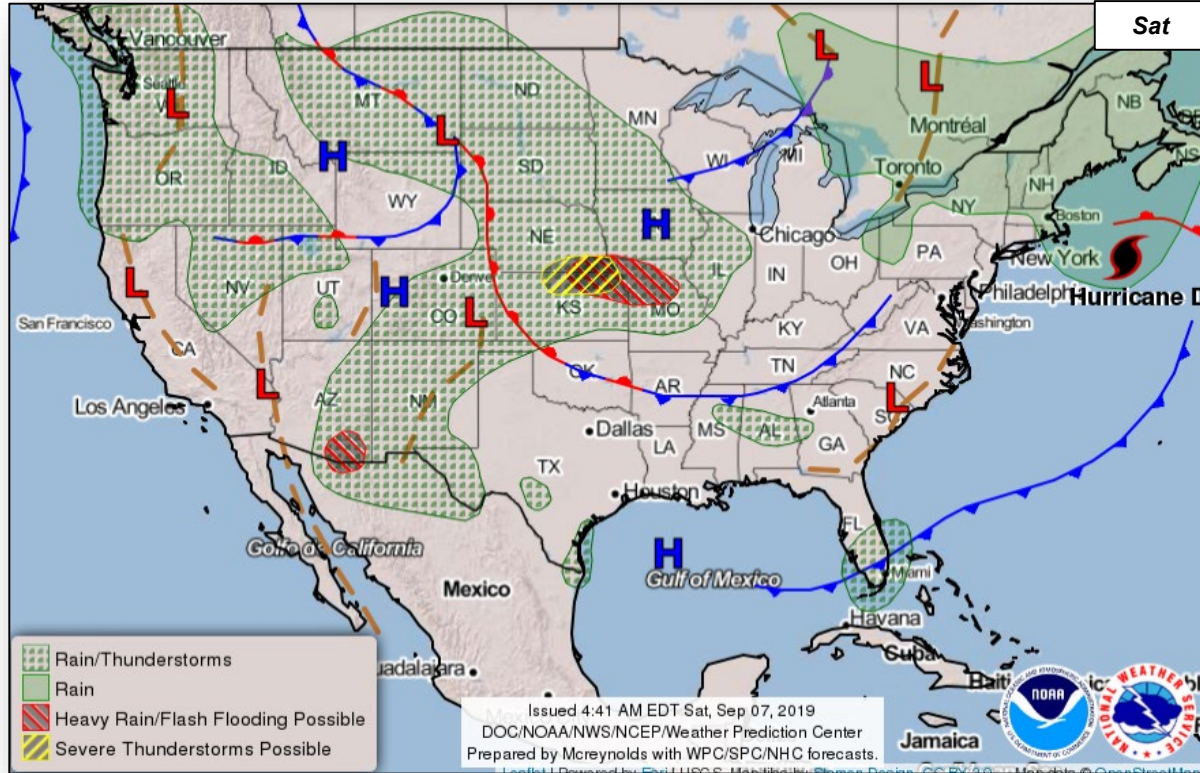 Sat
Vancouver
Seattle
MT
ND
MN
NB
Montréal
OR
ID
SD
WI
MI
Toronto
NH
WY
NY
Boston
NE
Chicago
PA
New York
NV
UT
Denve
IL
IN
OH
Philadelphia
Hurricane D
CO
KS
MO
San Francisco
KY
VA
Washington
CA
OK
TN
NC
AR
Los Angeles
AZ
NM
Atlanta
SC
Dallas
MS
AL
GA
LA
TX
Houston
FL
Golfo de California
Gulf of Mexico
Miami
Mexico
Havana
Cuba
Haiti
uadalajara
Jamaica
L
L
L
L
L
L
L
L
H
H
H
H
Rain/Thunderstorms
Rain
Heavy Rain/Flash Flooding Possible
Severe Thunderstorms Possible
Issued 4:41 AM EDT Sat, Sep 07, 2019
DOC/NOAA/NWS/NCEP/Weather Prediction Center
Prepared by Mcreynolds with WPC/SPC/NHC forecasts.
NOAA
NATIONAL WEATHER SERVICE